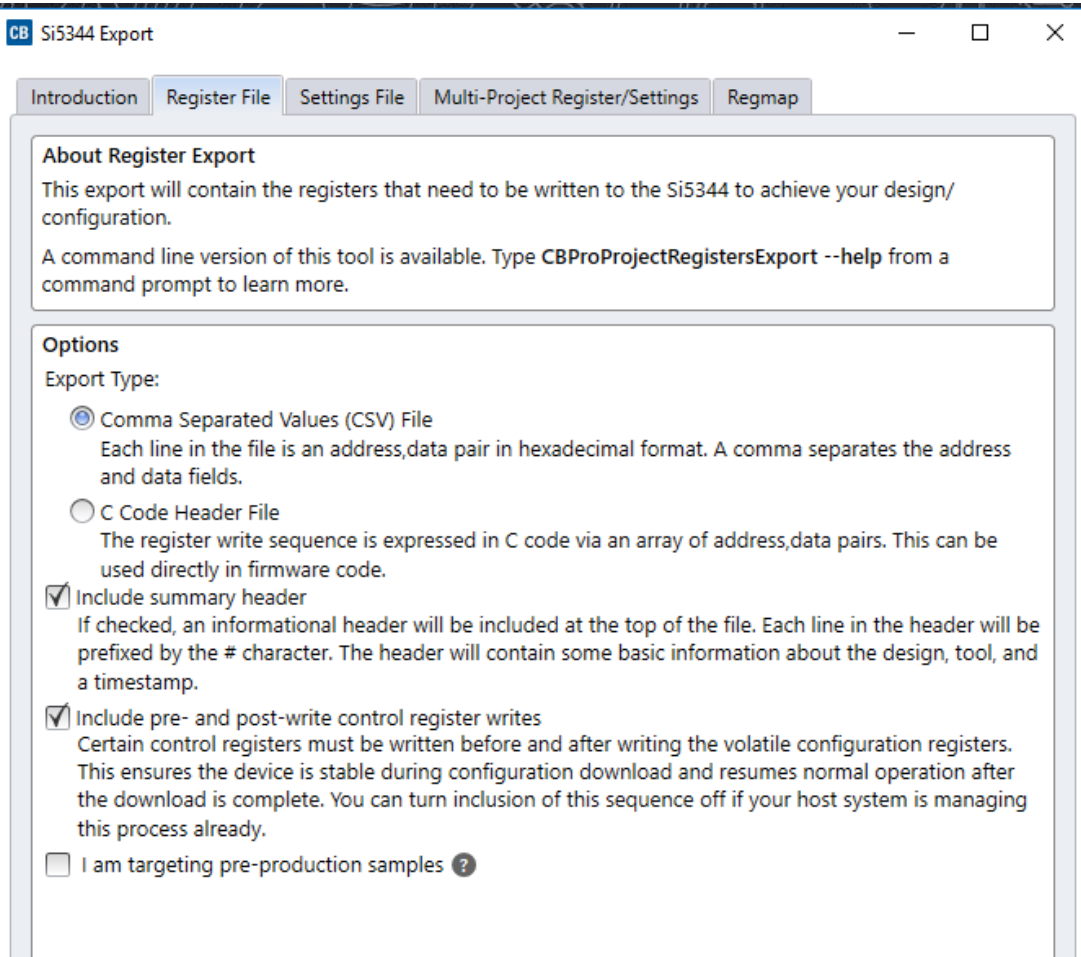 CB Si5344 Export
Introduction Register File Settings File Multi-Project Register/Settings Regmap
About Register Export
This export will contain the registers that need to be written to the Si5344 to achieve your design/
configuration.
A command line version of this tool is available. Type CBProProjectRegistersExport --help from a
command prompt to learn more.
Options
Export Type:
Comma Separated Values (CSV) File
Each line in the file is an address,data pair in hexadecimal format. A comma separates the address
and data fields.
C Code Header File
The register write sequence is expressed in C code via an array of address,data pairs. This can be
used directly in firmware code.
Include summary header
If checked, an informational header will be included at the top of the file. Each line in the header will be
prefixed by the # character. The header will contain some basic information about the design, tool, and
a timestamp.
Include pre- and post-write control register writes
Certain control registers must be written before and after writing the volatile configuration registers.
This ensures the device is stable during configuration download and resumes normal operation after
the download is complete. You can turn inclusion of this sequence off if your host system is managing
this process already.
I am targeting pre-production samples ?